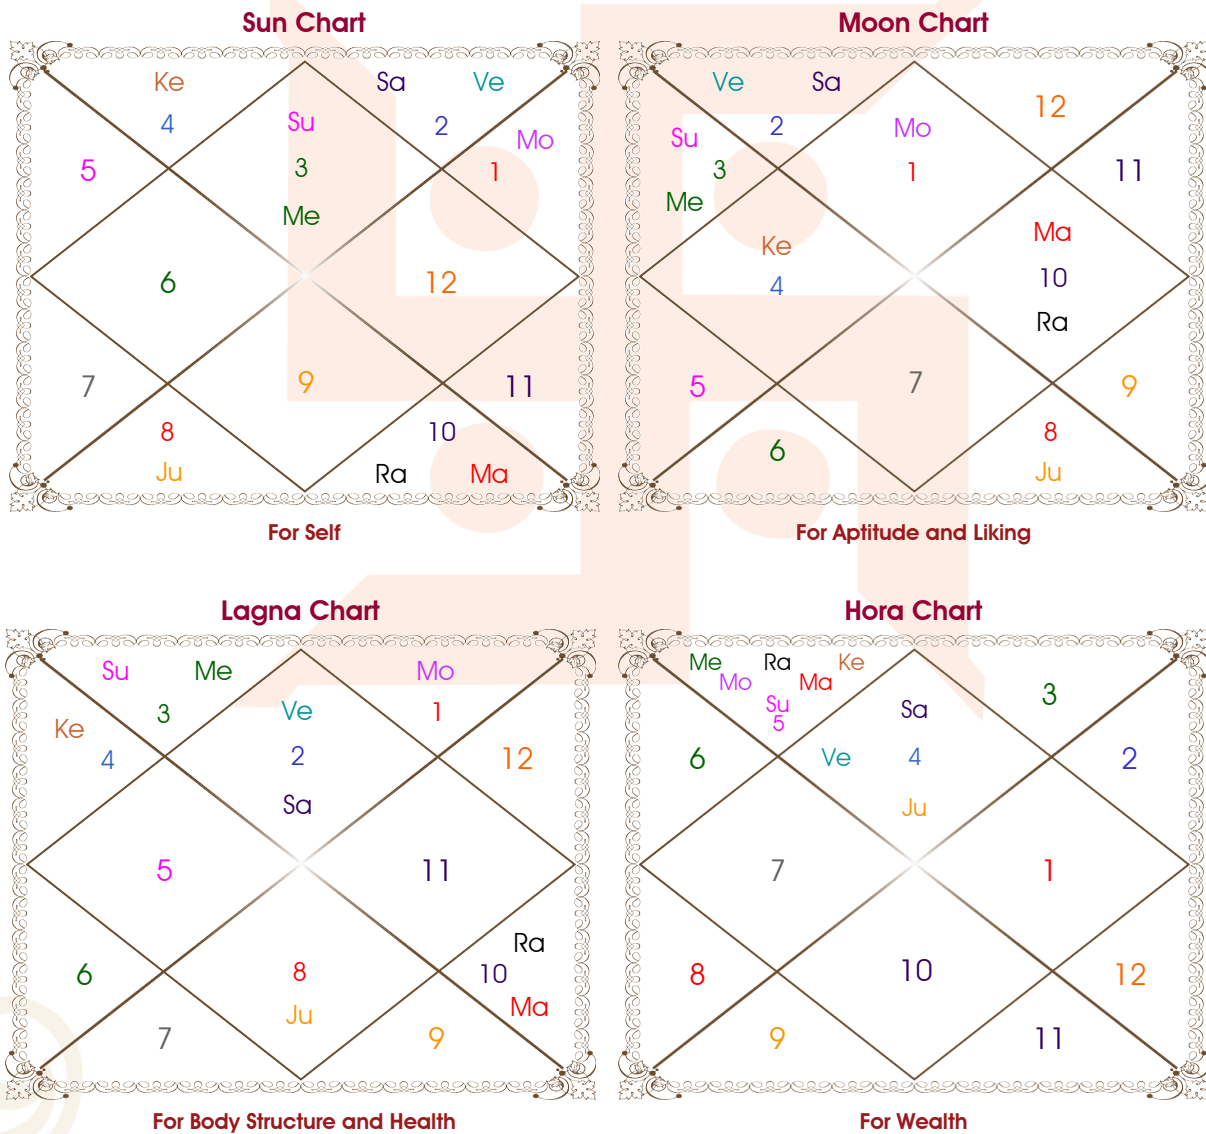 Sun Chart
Ke Sa Ve
4 Su 2 Mo
5 3 1
Me
6 12
7 9 11
8 10
Ju Ra Ma
For Self
Moon Chart
Ve Sa 12
Su 2 Mo
3 1 11
Me
Ke Ma
4 10
Ra
5 7 9
6 8
Ju
For Aptitude and Liking
Lagna Chart
Su Me Mo
3 Ve 1
Ke
4 2 12
Sa
5 11
Ra
6 8 10
Ju Ma
7 9
For Body Structure and Health
Hora Chart
Me Ra Ke
Mo Ma 3
Su Sa
5
6 Ve 4 2
Ju
7 1
8 10 12
9 11
For Wealth